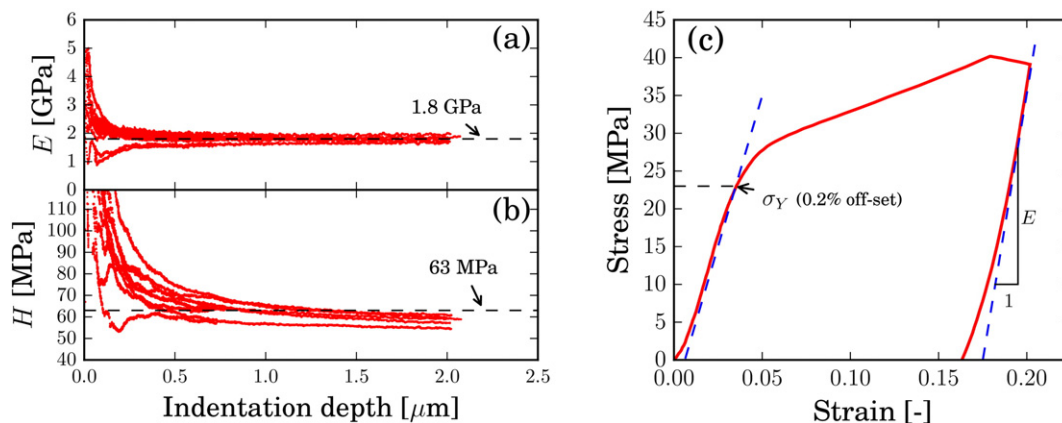 (a)
E [GPa]
6
5
4
3
2
1
0
1.8 GPa
(b)
H [MPa]
110
100
90
80
70
60
50
40
63 MPa
0.0 0.5 1.0 1.5 2.0 2.5
Indentation depth [μm]
(c)
Stress [MPa]
45
40
35
30
25
20
15
10
5
0
σY (0.2% off-set)
E
1
0.00 0.05 0.10 0.15 0.20
Strain [-]